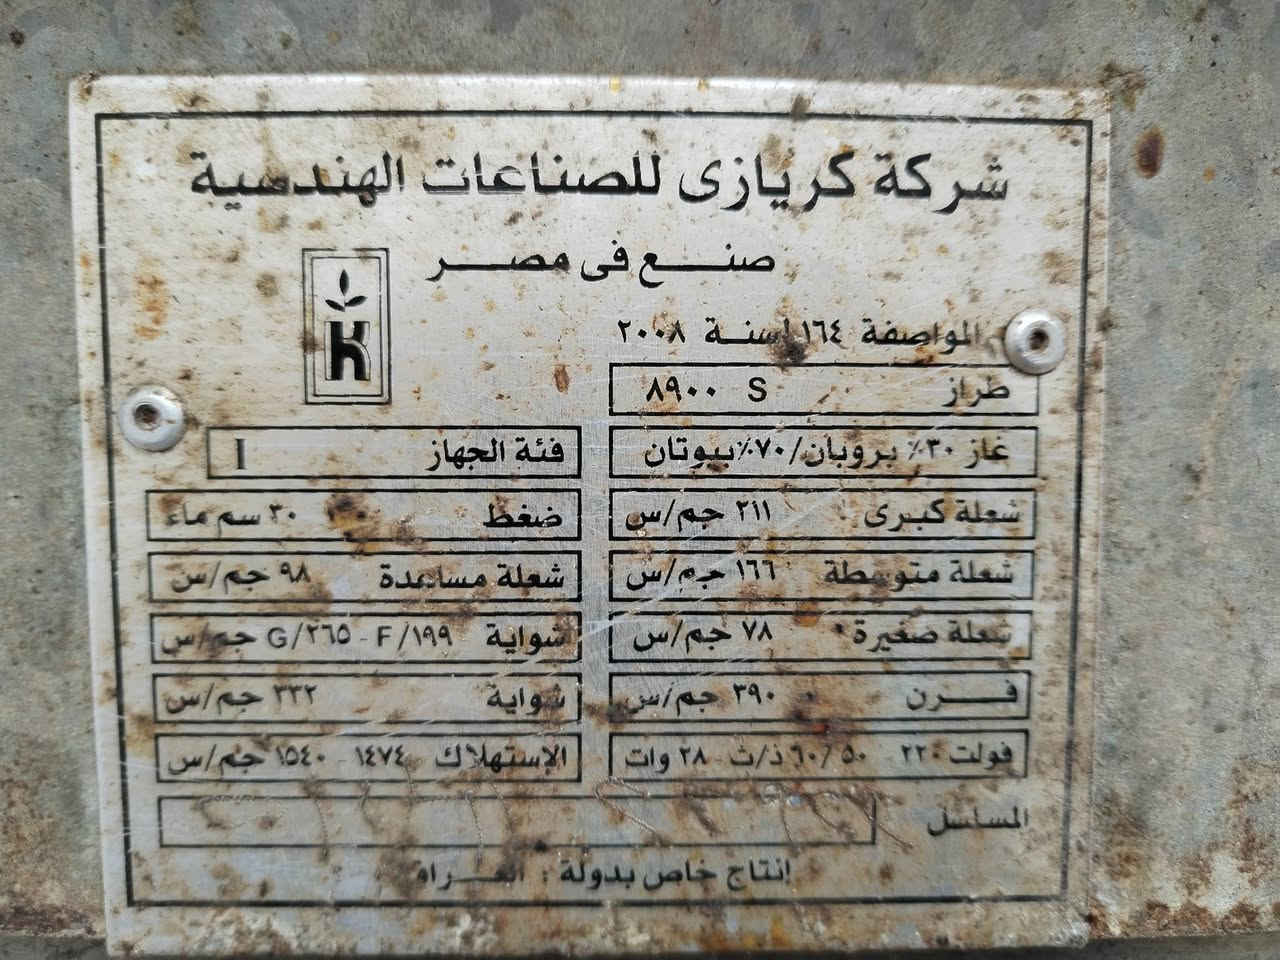 شركة كريازى للصناعات الهندسية
صنع فى مصر
K
المواصفة ١٦٤ لسنة ٢٠٠٨
طراز S ٨٩٠٠
غاز ٣٠٪ بروبان/٧٠٪ بيوتان
فئة الجهاز I
شعلة كبرى ٢١١ جم/س
ضغط ٣٠ سم ماء
شعلة متوسطة ١٦٦ جم/س
شعلة مساعدة ٩٨ جم/س
شعلة صغيرة ٧٨ جم/س
شواية F/١٩٩ - G/٢٦٥ جم/س
فرن ٣٩٠ جم/س
شواية ٣٣٢ جم/س
فولت ٢٢٠ - ٦٠/٥٠ ذ/ث - ٢٨ وات
الإستهلاك ١٤٧٤ - ١٥٤٠ جم/س
المسلسل
إنتاج خاص بدولة : العراق